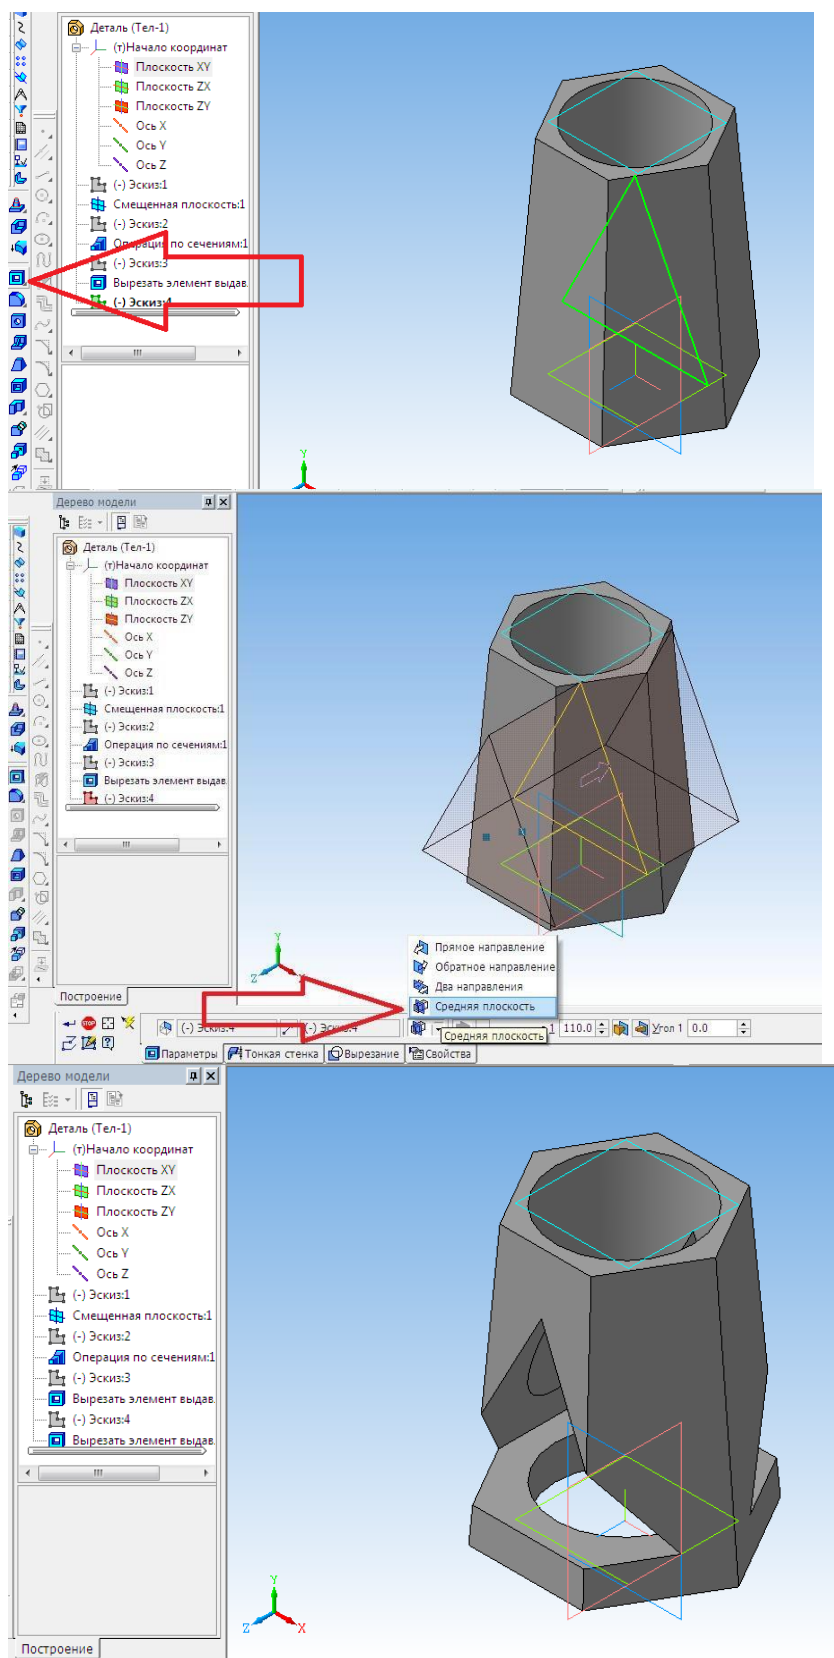 Деталь (Тел-1)
(т)Начало координат
Плоскость XY
Плоскость ZX
Плоскость ZY
Ось X
Ось Y
Ось Z
(-) Эскиз:1
Смещенная плоскость:1
(-) Эскиз:2
Операция по сечениям:1
(-) Эскиз:3
Вырезать элемент выдав
(-) Эскиз:4
Y
Дерево модели
Деталь (Тел-1)
(т)Начало координат
Плоскость XY
Плоскость ZX
Плоскость ZY
Ось X
Ось Y
Ось Z
(-) Эскиз:1
Смещенная плоскость:1
(-) Эскиз:2
Операция по сечениям:1
(-) Эскиз:3
Вырезать элемент выдав
(-) Эскиз:4
Y
Z
Прямое направление
Обратное направление
Два направления
Средняя плоскость
Построение
STOP (-) Эскиз:4 (-) Эскиз:4 1 110.0 Угол 1 0.0
Средняя плоскость
Параметры Тонкая стенка Вырезание Свойства
Дерево модели
Деталь (Тел-1)
(т)Начало координат
Плоскость XY
Плоскость ZX
Плоскость ZY
Ось X
Ось Y
Ось Z
(-) Эскиз:1
Смещенная плоскость:1
(-) Эскиз:2
Операция по сечениям:1
(-) Эскиз:3
Вырезать элемент выдав
(-) Эскиз:4
Вырезать элемент выдав
Y
Z X
Построение